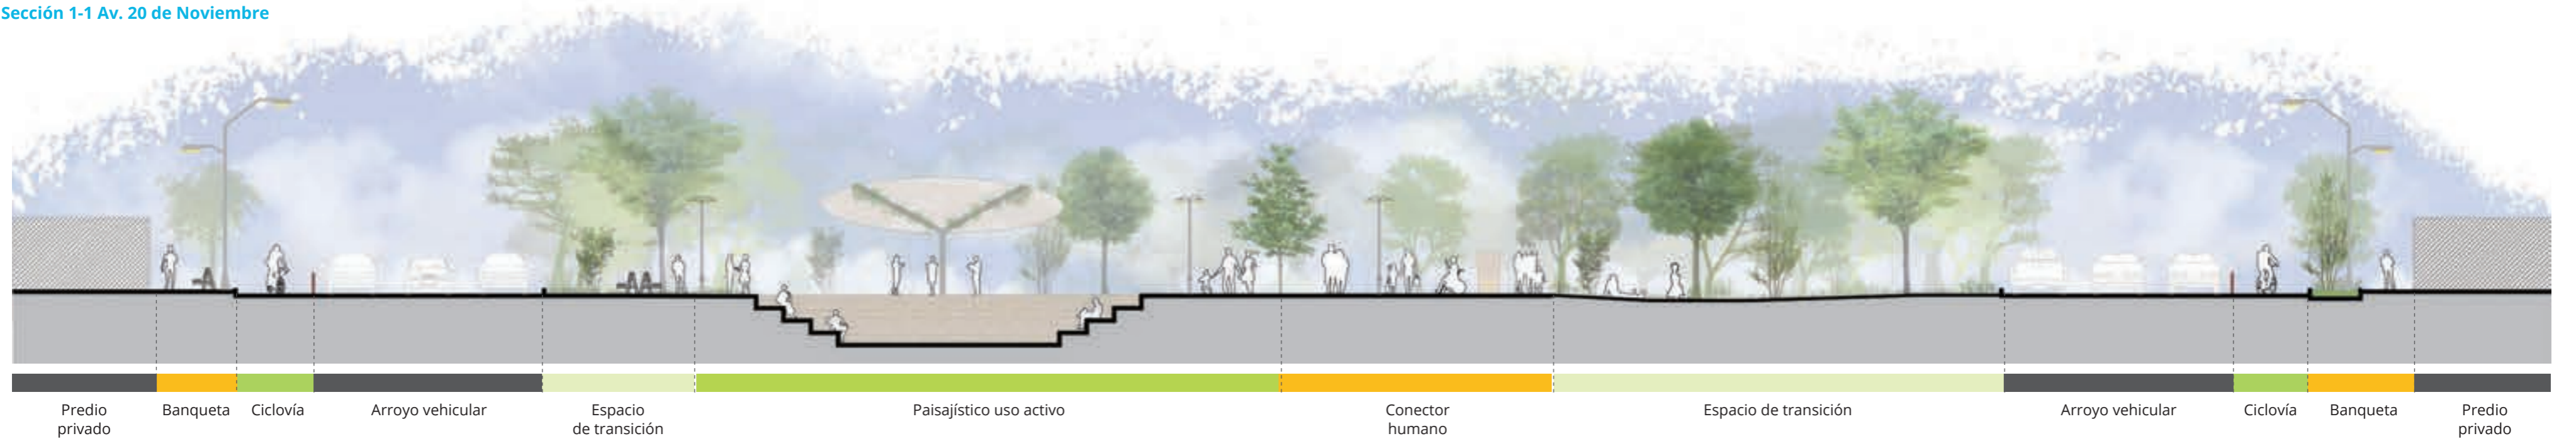 Sección 1-1 Av. 20 de Noviembre
Predio
privado
Banqueta
Ciclovía
Arroyo vehicular
Espacio
de transición
Paisajístico uso activo
Conector
humano
Espacio de transición
Arroyo vehicular
Ciclovía
Banqueta
Predio
privado